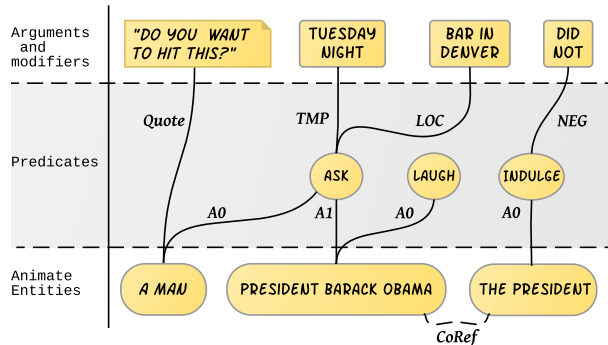 Arguments
and
modifiers
"DO YOU WANT
TO HIT THIS?"
TUESDAY
NIGHT
BAR IN
DENVER
DID
NOT
Quote
TMP
LOC
NEG
Predicates
ASK
LAUGH
INDULGE
A0
A1
A0
A0
Animate
Entities
A MAN
PRESIDENT BARACK OBAMA
THE PRESIDENT
CoRef